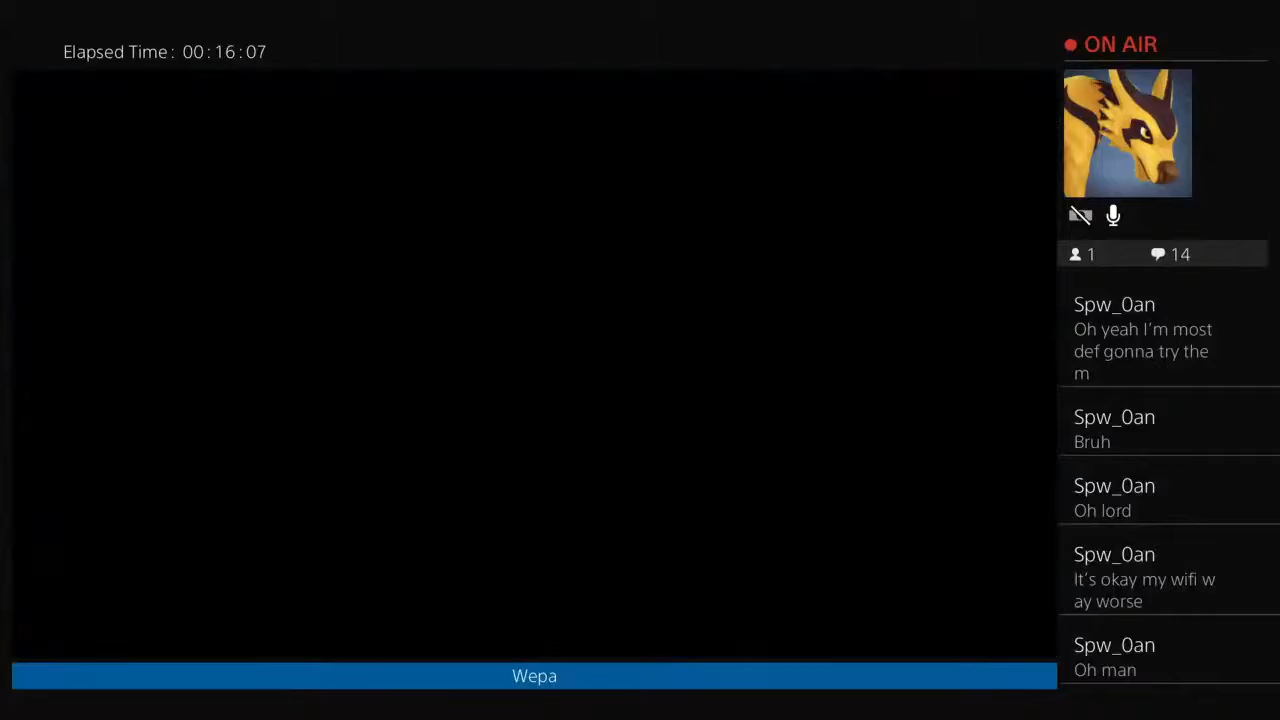 Elapsed Time: 00:16:07
ON AIR
1 14
Spw_0an
Oh yeah I'm most
def gonna try the
m
Spw_0an
Bruh
Spw_0an
Oh lord
Spw_0an
It's okay my wifi w
ay worse
Spw_0an
Oh man
Wepa